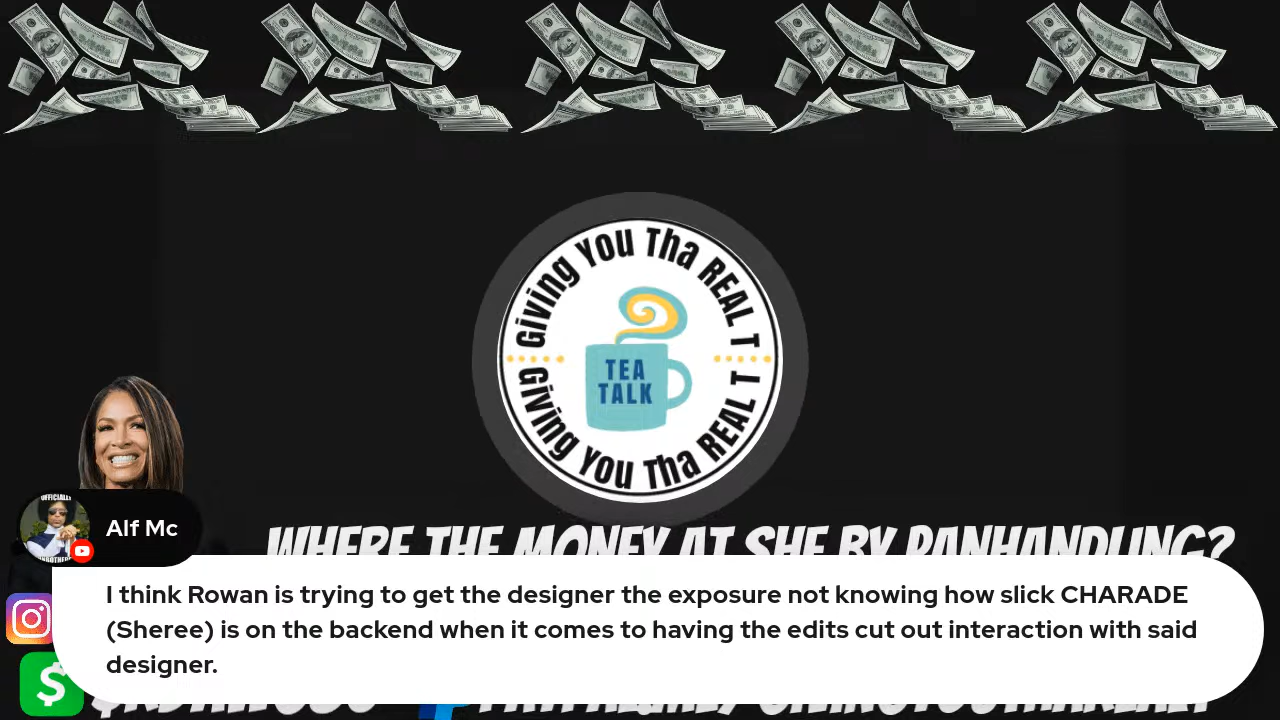 Giving You Tha REAL T
TEA
TALK
Giving You Tha REAL T
WHERE THE MONEY AT SHE BY PANHANDLING?
OFFICIALLY
Alf Mc
I think Rowan is trying to get the designer the exposure not knowing how slick CHARADE
(Sheree) is on the backend when it comes to having the edits cut out interaction with said
designer.